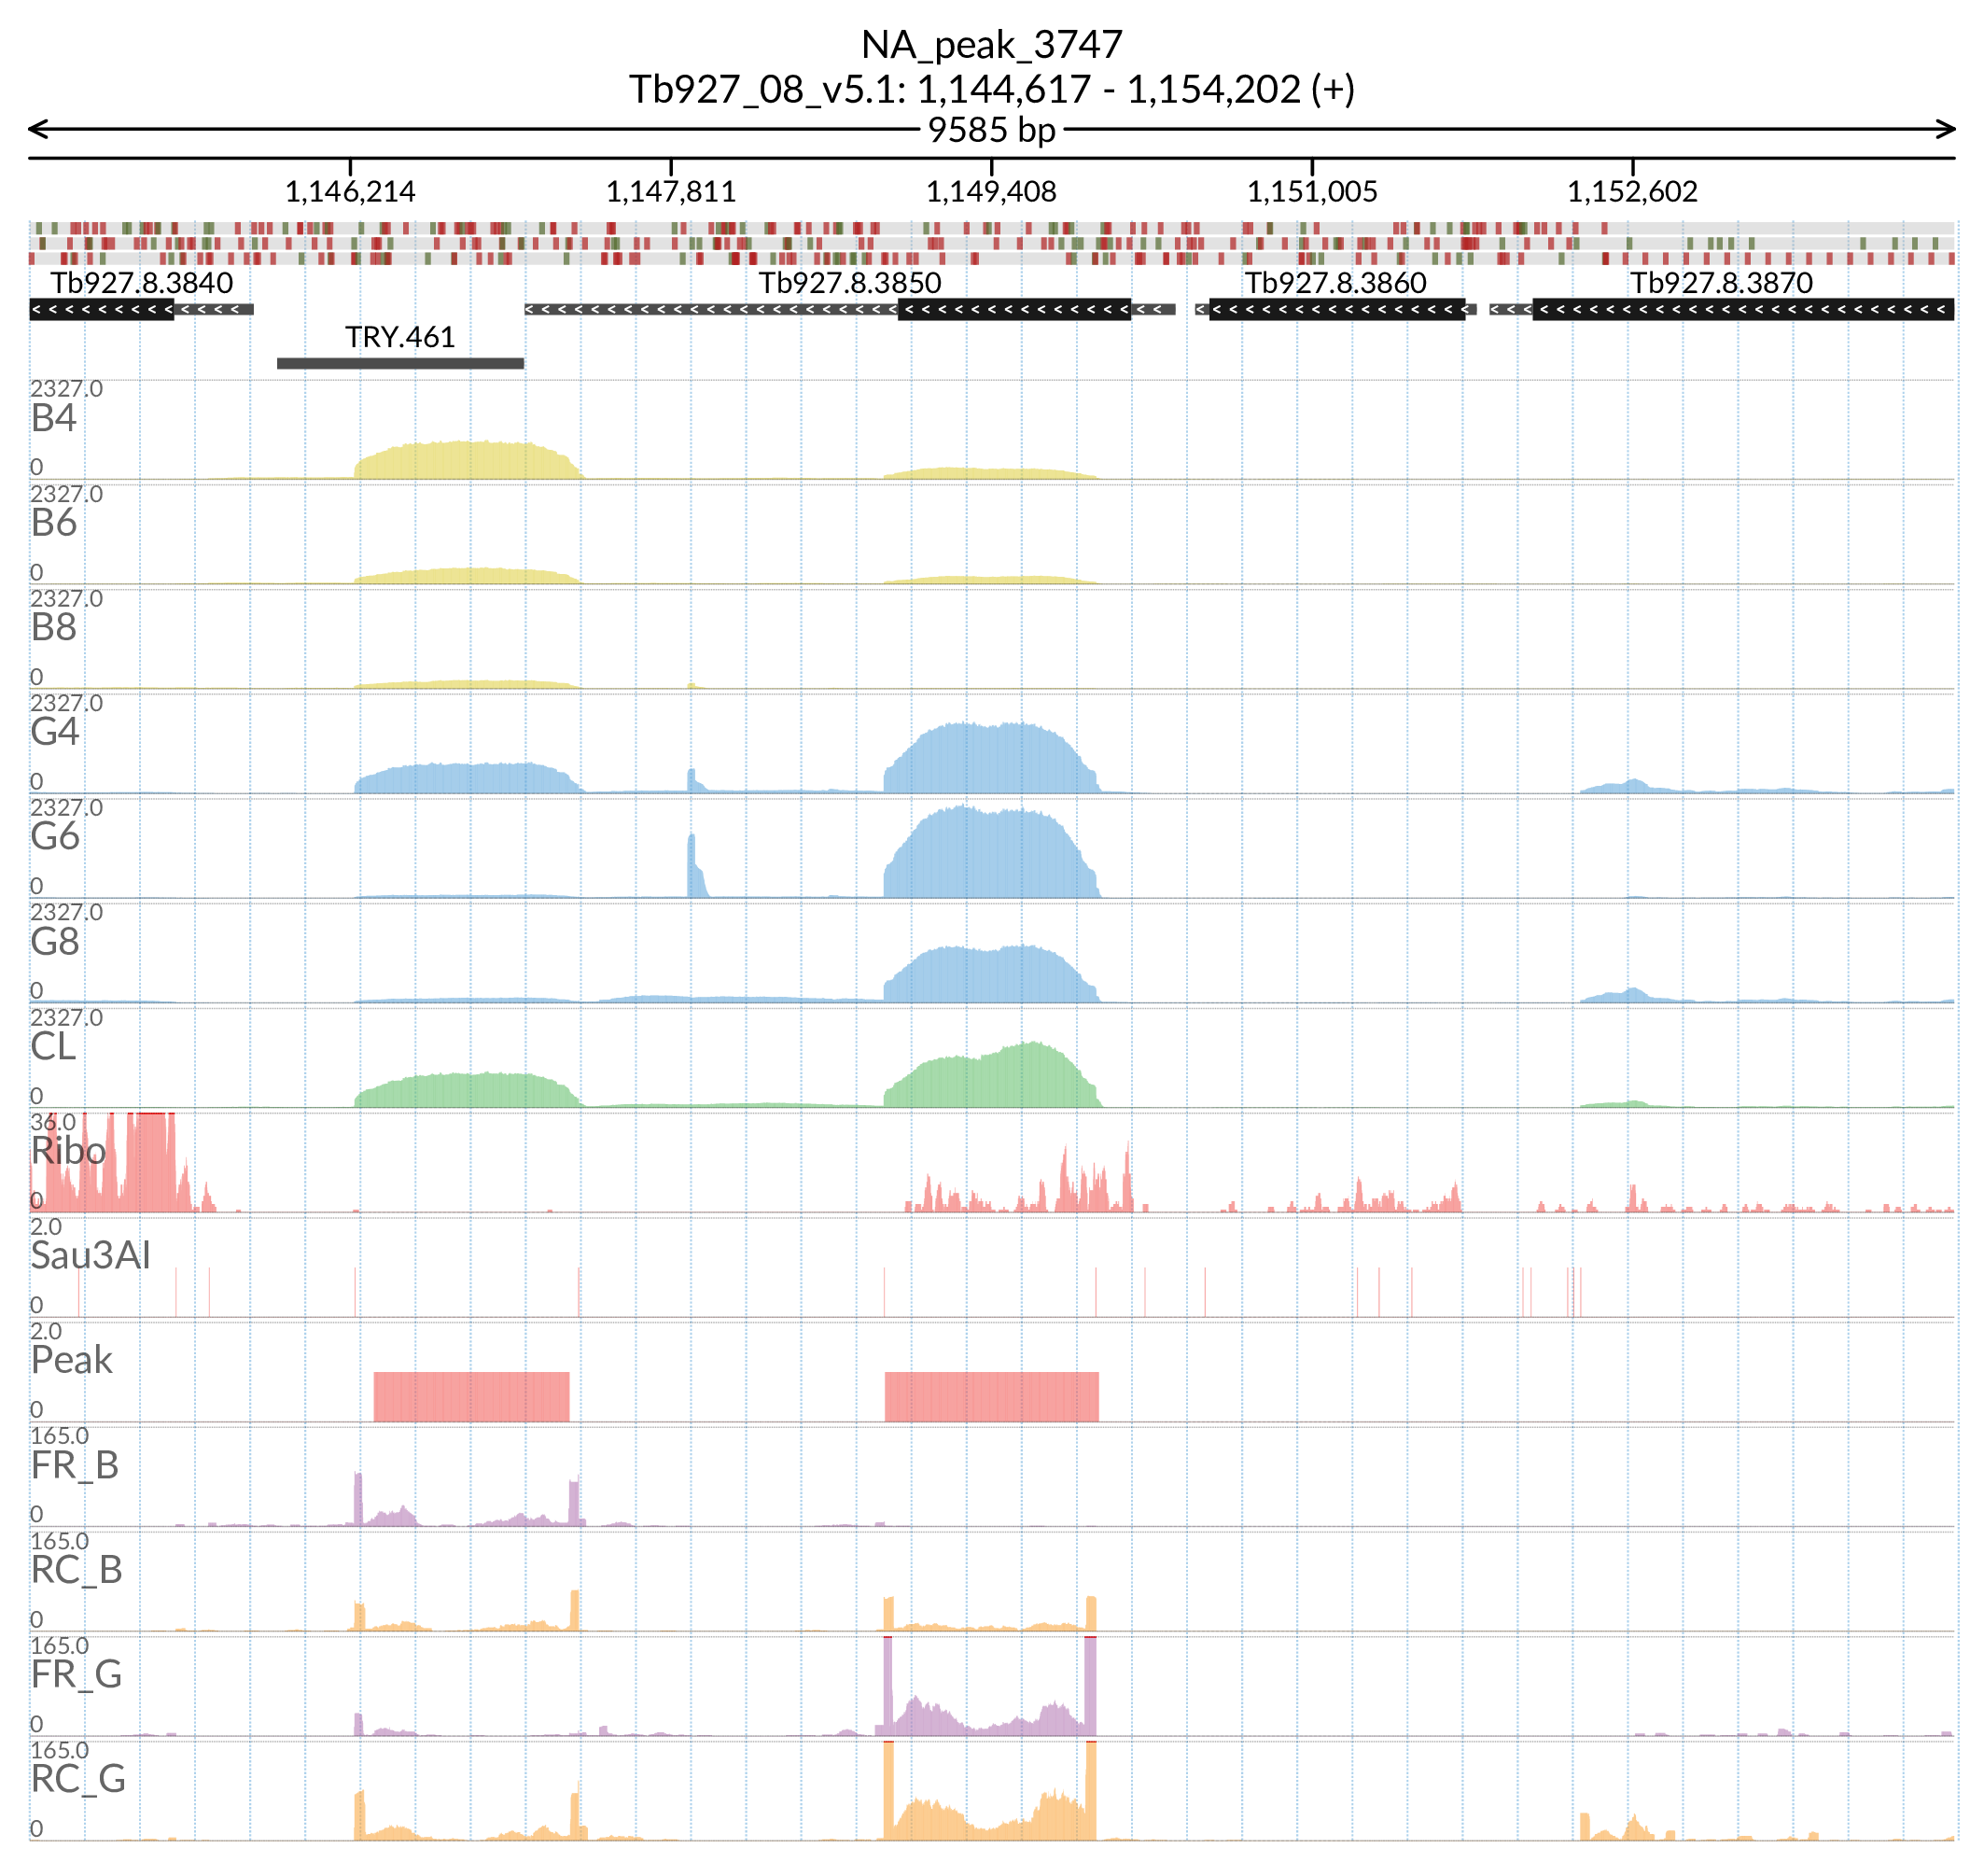 NA_peak_3747
Tb927_08_v5.1: 1,144,617 - 1,154,202 (+)
9585 bp
1,146,214 1,147,811 1,149,408 1,151,005 1,152,602
Tb927.8.3840 Tb927.8.3850 Tb927.8.3860 Tb927.8.3870
TRY.461
2327.0
B4
0
2327.0
B6
0
2327.0
B8
0
2327.0
G4
0
2327.0
G6
0
2327.0
G8
0
2327.0
CL
0
36.0
Ribo
0
2.0
Sau3AI
0
2.0
Peak
0
165.0
FR_B
0
165.0
RC_B
0
165.0
FR_G
0
165.0
RC_G
0